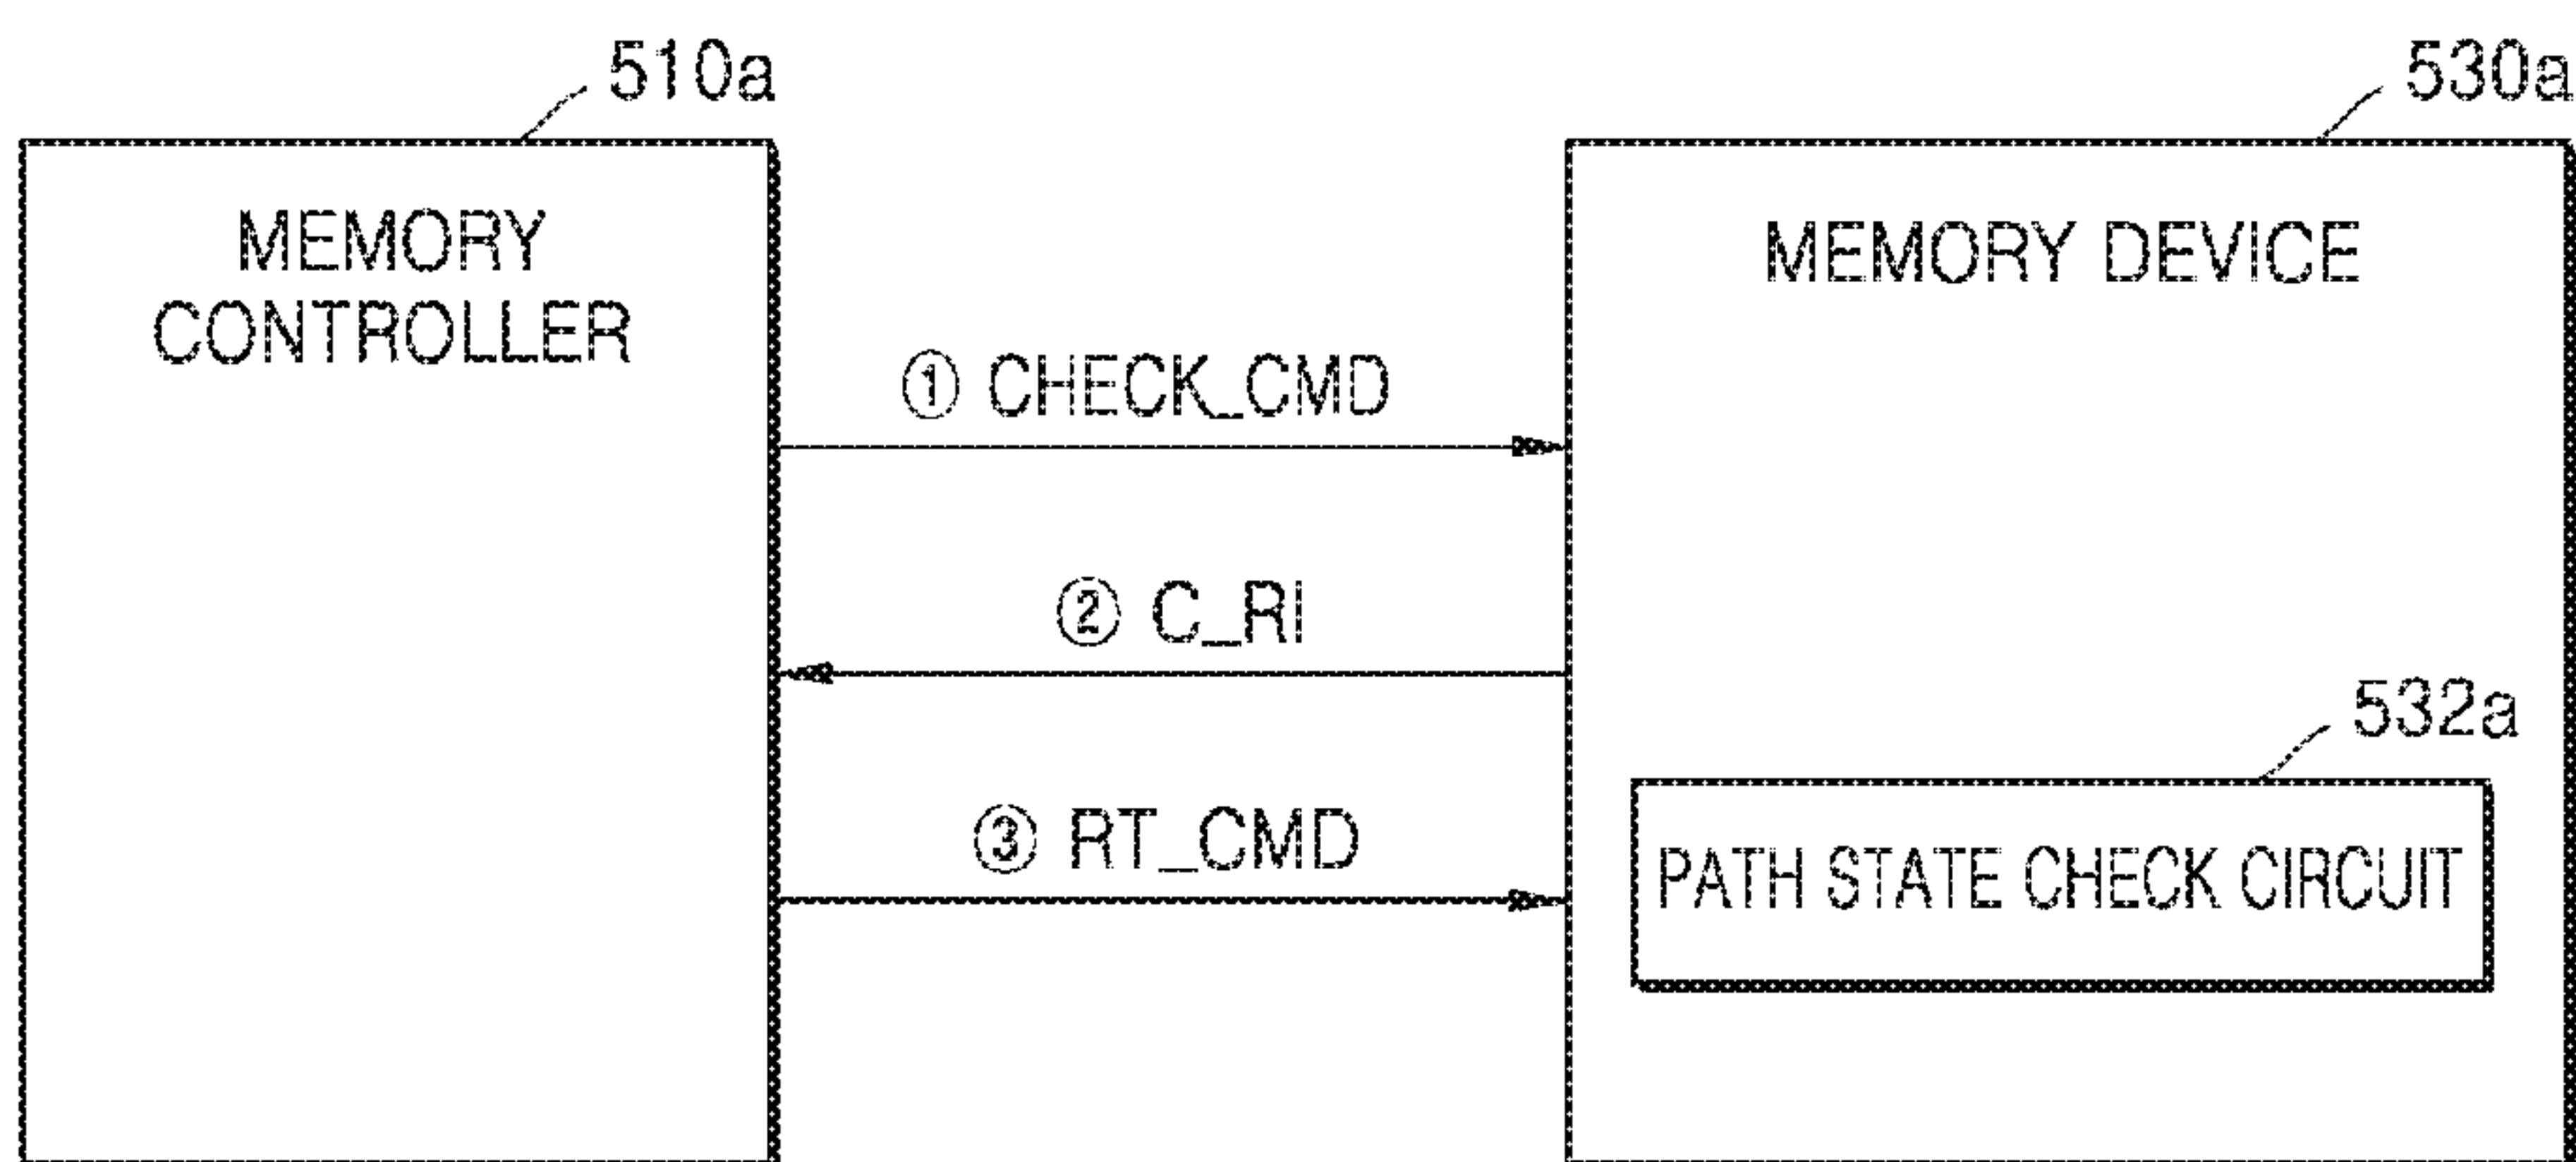 510a
530a
MEMORY
CONTROLLER
MEMORY DEVICE
① CHECK_CMD
② C_RI
③ RT_CMD
532a
PATH STATE CHECK CIRCUIT